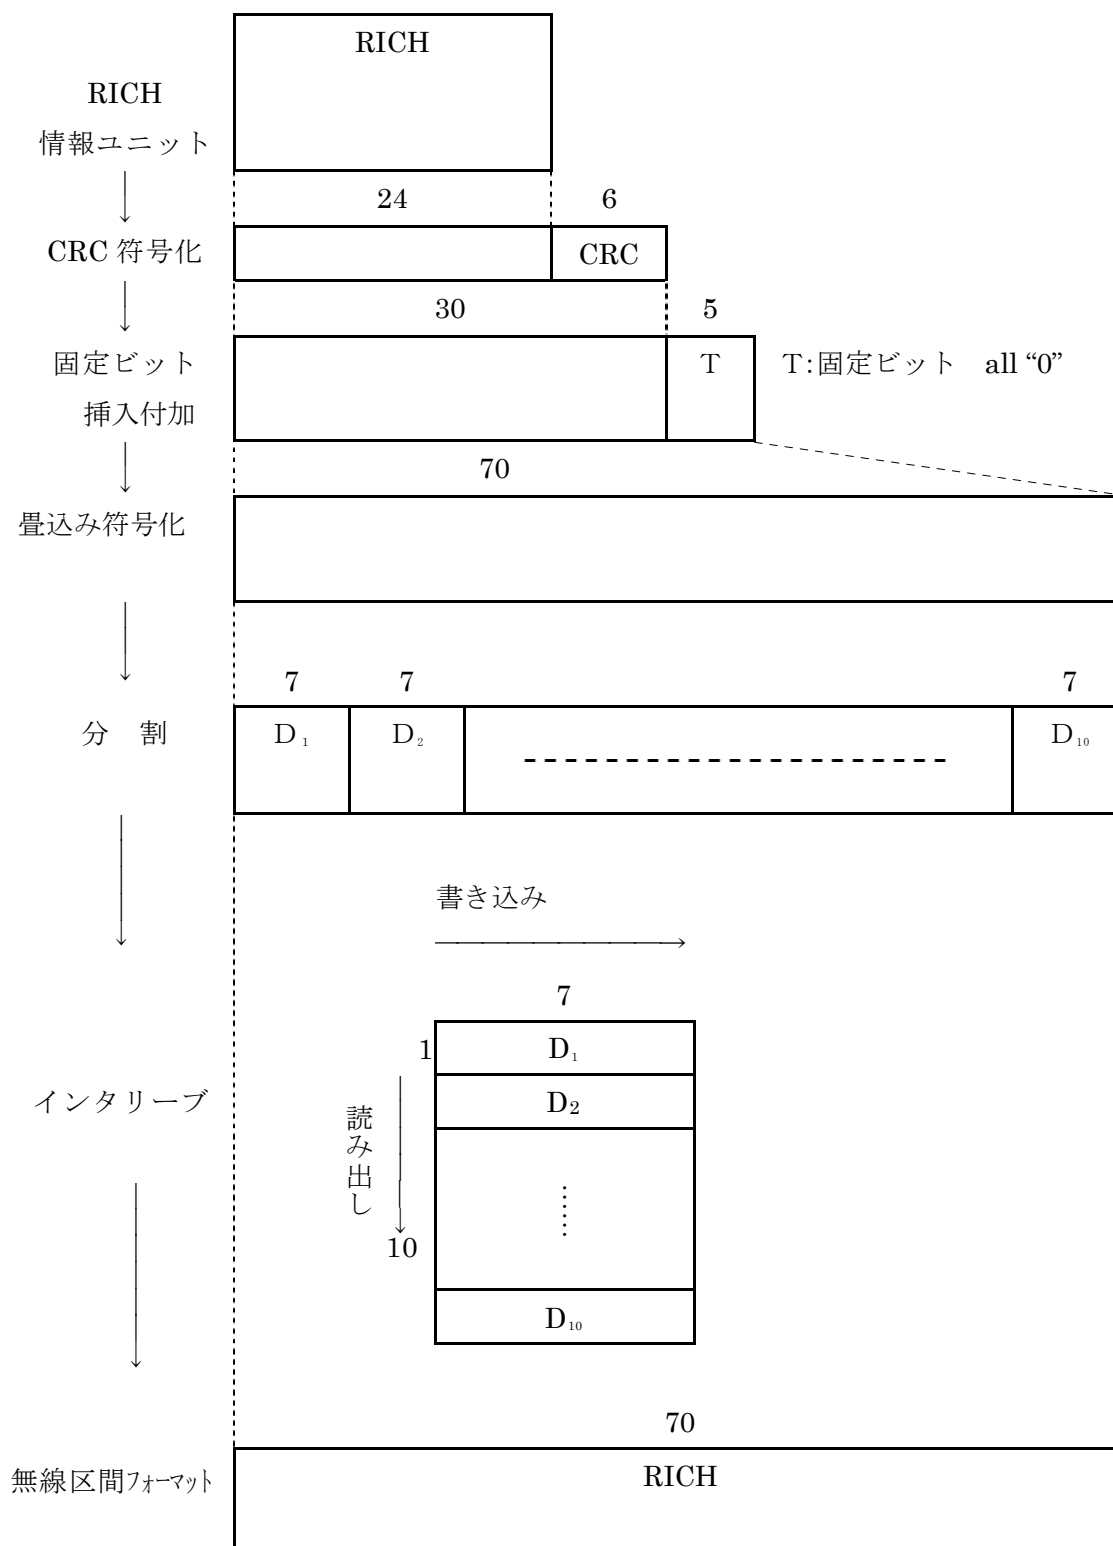 RICH
RICH
情報ユニット
24 6
CRC 符号化
CRC
30 5
固定ビット
挿入付加
T
T:固定ビット all “0”
70
畳込み符号化
7 7 7
分 割
D1 D2 D10
書き込み
7
1
D1
インタリーブ
読み出し
D2
10
D10
70
無線区間フォーマット
RICH